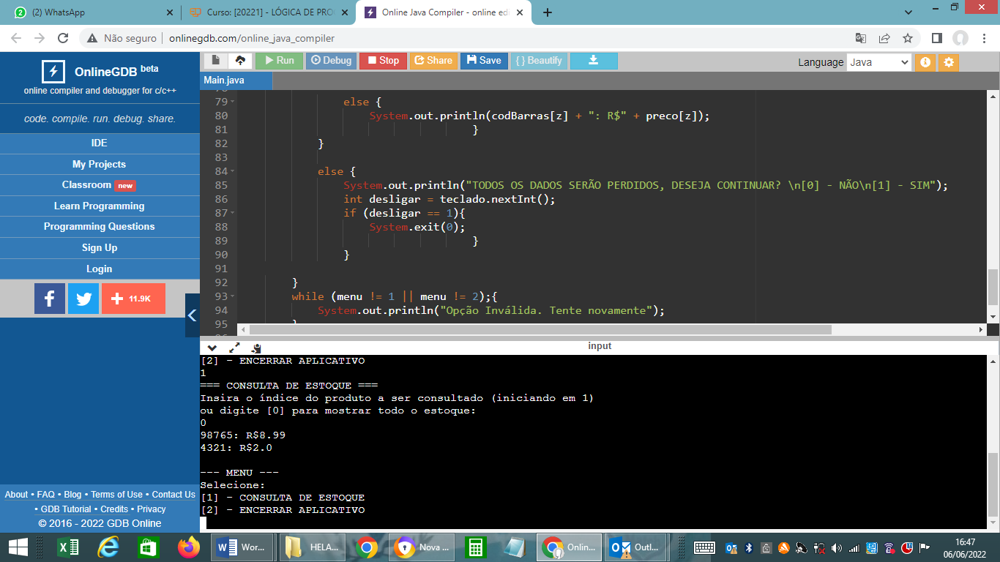 (2) WhatsApp
Curso: [20221] - LÓGICA DE PRO
Online Java Compiler - online edi
Não seguro
onlinegdb.com/online_java_compiler
OnlineGDB beta
online compiler and debugger for c/c++
code. compile. run. debug. share.
IDE
My Projects
Classroom new
Learn Programming
Programming Questions
Sign Up
Login
11.9K
About • FAQ • Blog • Terms of Use • Contact Us
• GDB Tutorial • Credits • Privacy
© 2016 - 2022 GDB Online
Run Debug Stop Share Save { } Beautify
Language Java
Main.java
79 else {
80 System.out.println(codBarras[z] + ": R$" + preco[z]);
81 }
82 }
83
84 else {
85 System.out.println("TODOS OS DADOS SERÃO PERDIDOS, DESEJA CONTINUAR? \n[0] - NÃO\n[1] - SIM");
86 int desligar = teclado.nextInt();
87 if (desligar == 1){
88 System.exit(0);
89 }
90 }
91
92 }
93 while (menu != 1 || menu != 2);{
94 System.out.println("Opção Inválida. Tente novamente");
95
input
[2] - ENCERRAR APLICATIVO
1
=== CONSULTA DE ESTOQUE ===
Insira o índice do produto a ser consultado (iniciando em 1)
ou digite [0] para mostrar todo o estoque:
0
98765: R$8.99
4321: R$2.0
--- MENU ---
Selecione:
[1] - CONSULTA DE ESTOQUE
[2] - ENCERRAR APLICATIVO
Wor...
HELA...
Nova ...
Onlin...
Outl...
16:47
06/06/2022